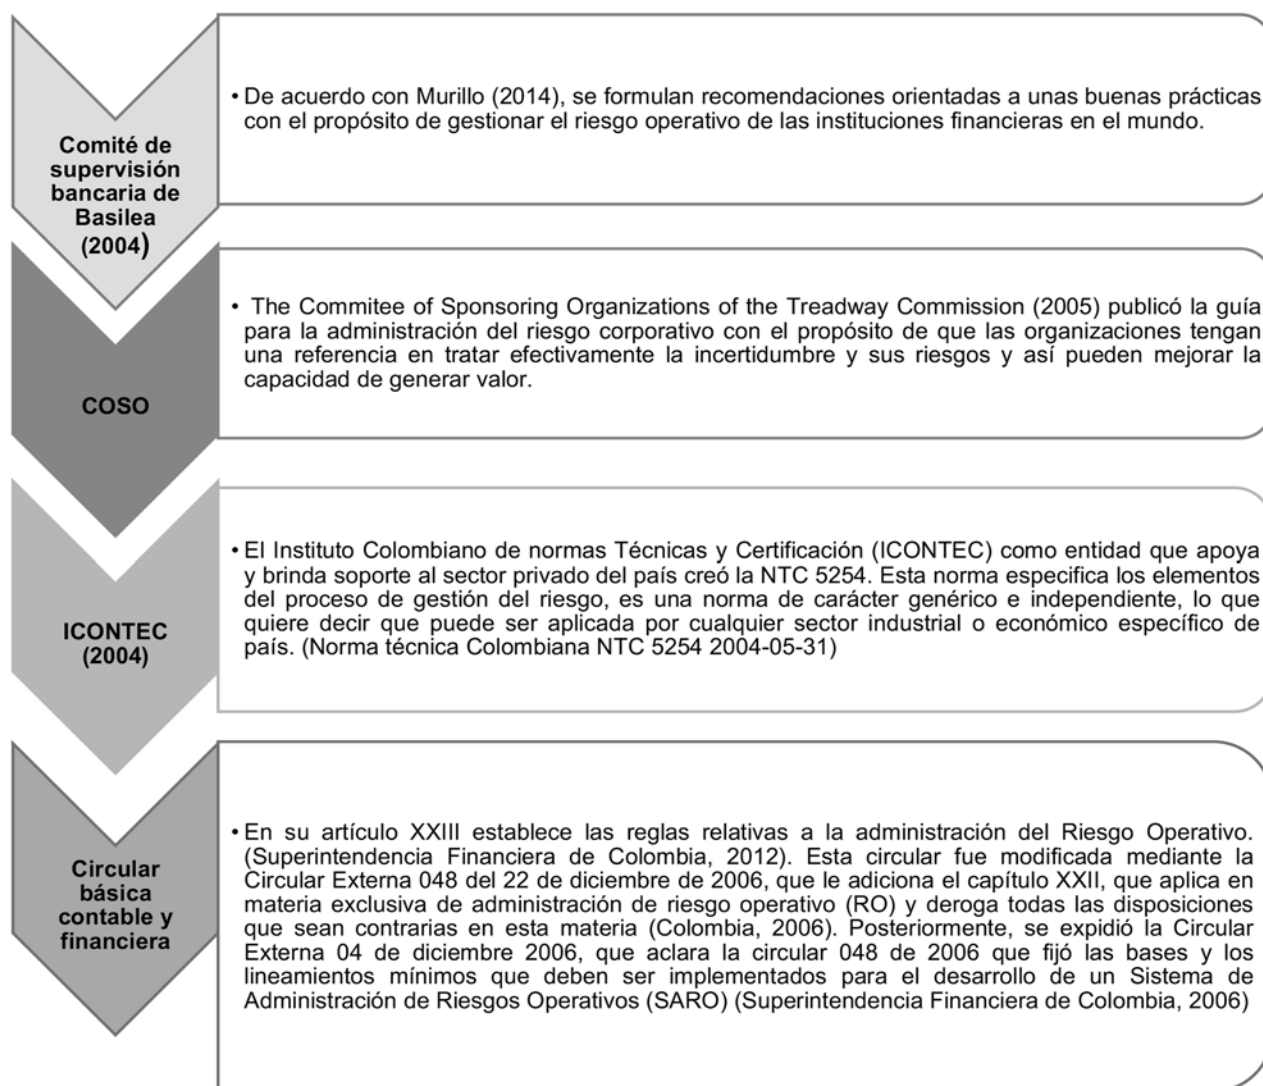 Comité de
supervisión
bancaria de
Basilea
(2004)
• De acuerdo con Murillo (2014), se formulan recomendaciones orientadas a unas buenas prácticas
con el propósito de gestionar el riesgo operativo de las instituciones financieras en el mundo.
COSO
• The Commitee of Sponsoring Organizations of the Treadway Commission (2005) publicó la guía
para la administración del riesgo corporativo con el propósito de que las organizaciones tengan
una referencia en tratar efectivamente la incertidumbre y sus riesgos y así pueden mejorar la
capacidad de generar valor.
ICONTEC
(2004)
• El Instituto Colombiano de normas Técnicas y Certificación (ICONTEC) como entidad que apoya
y brinda soporte al sector privado del país creó la NTC 5254. Esta norma especifica los elementos
del proceso de gestión del riesgo, es una norma de carácter genérico e independiente, lo que
quiere decir que puede ser aplicada por cualquier sector industrial o económico específico de
país. (Norma técnica Colombiana NTC 5254 2004-05-31)
Circular
básica
contable y
financiera
• En su artículo XXIII establece las reglas relativas a la administración del Riesgo Operativo.
(Superintendencia Financiera de Colombia, 2012). Esta circular fue modificada mediante la
Circular Externa 048 del 22 de diciembre de 2006, que le adiciona el capítulo XXII, que aplica en
materia exclusiva de administración de riesgo operativo (RO) y deroga todas las disposiciones
que sean contrarias en esta materia (Colombia, 2006). Posteriormente, se expidió la Circular
Externa 04 de diciembre 2006, que aclara la circular 048 de 2006 que fijó las bases y los
lineamientos mínimos que deben ser implementados para el desarrollo de un Sistema de
Administración de Riesgos Operativos (SARO) (Superintendencia Financiera de Colombia, 2006)